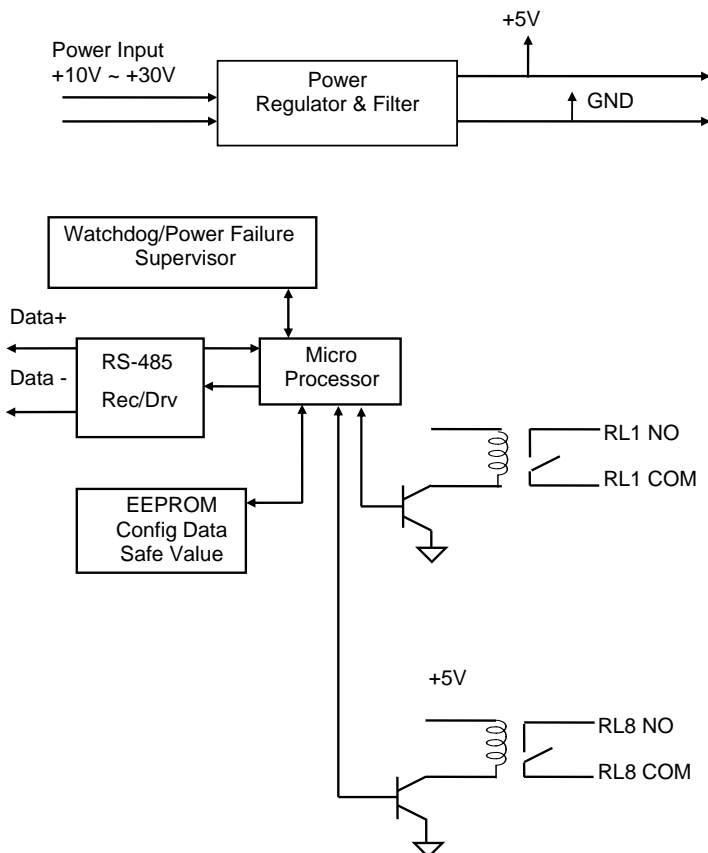 +5V
Power Input
+10V ~ +30V
Power
Regulator & Filter
GND
Watchdog/Power Failure
Supervisor
Data+
RS-485
Micro
Processor
Data -
Rec/Drv
RL1 NO
RL1 COM
EEPROM
Config Data
Safe Value
+5V
RL8 NO
RL8 COM